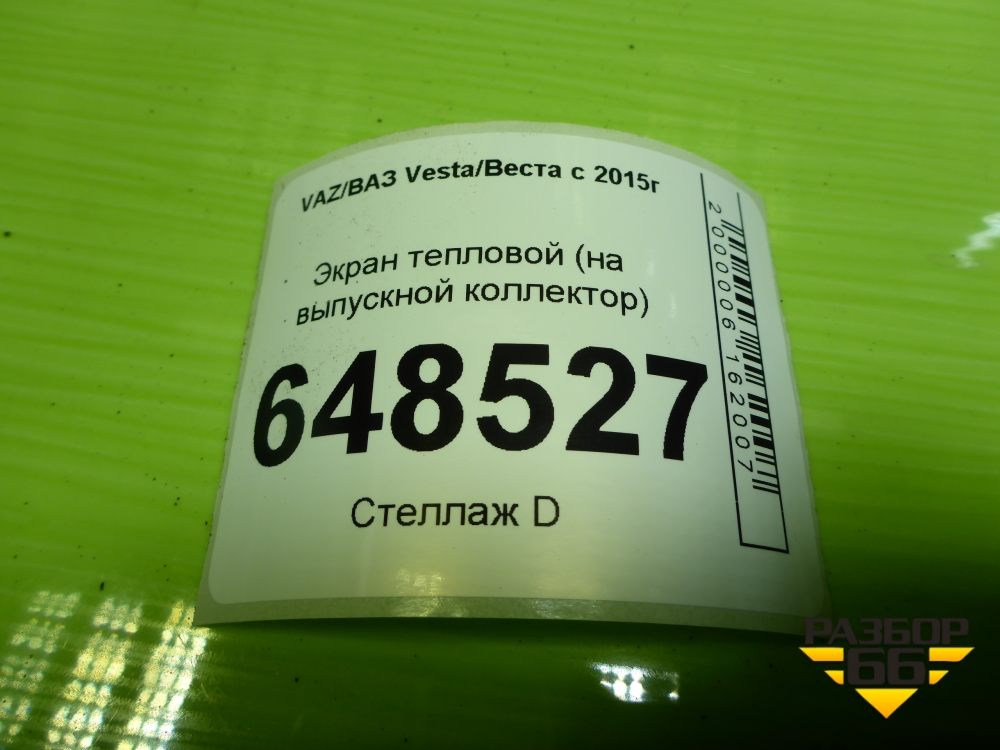 VAZ/ВАЗ Vesta/Веста с 2015г
Экран тепловой (на
выпускной коллектор)
648527
Стеллаж D
2000006162007
РАЗБОР
66